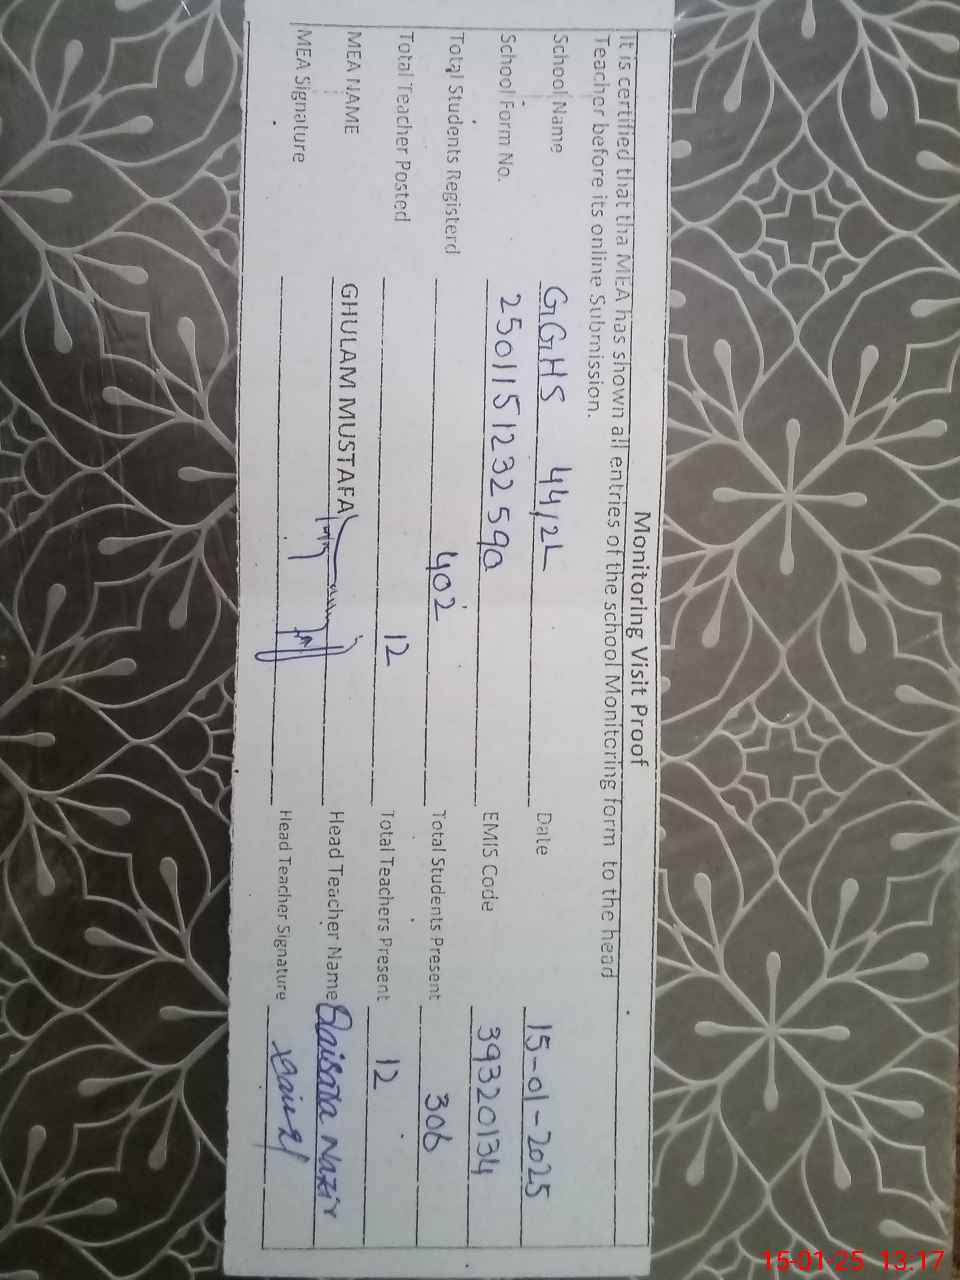 Monitoring Visit Proof
It is certified that tha MEA has shown all entries of the school Monitoring form to the head
Teacher before its online Submission.
School Name GGHS 44/2L Date 15-01-2025
School Form No. 2501151232590 EMIS Code 39320134
Total Students Registerd 402 Total Students Present 306
Total Teacher Posted 12 Total Teachers Present 12
MEA NAME GHULAM MUSTAFA Head Teacher Name Qaisara Nazir
MEA Signature Head Teacher Signature
15-01-25 13:17